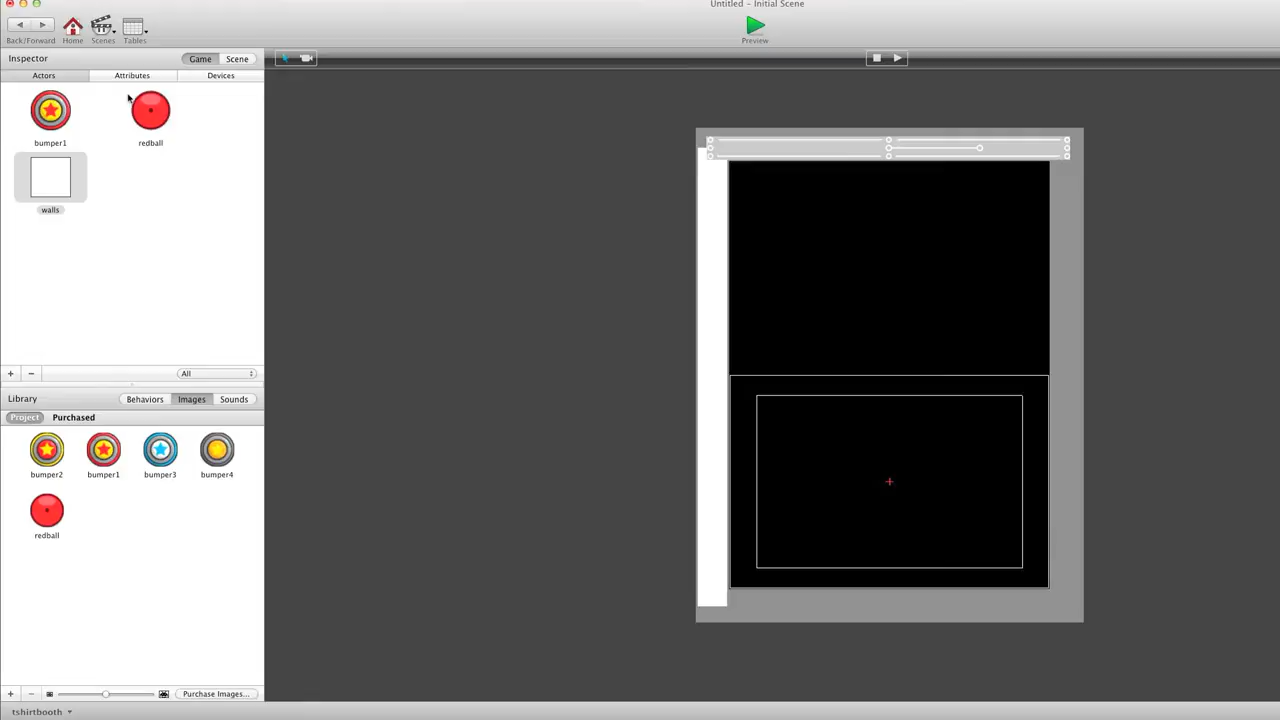 Untitled – Initial Scene
Back/Forward Home Scenes Tables Preview
Inspector Game Scene
Actors Attributes Devices
bumper1 redball
walls
+ − All
Library Behaviors Images Sounds
Project Purchased
bumper2 bumper1 bumper3 bumper4
redball
+ − Purchase Images...
tshirtbooth